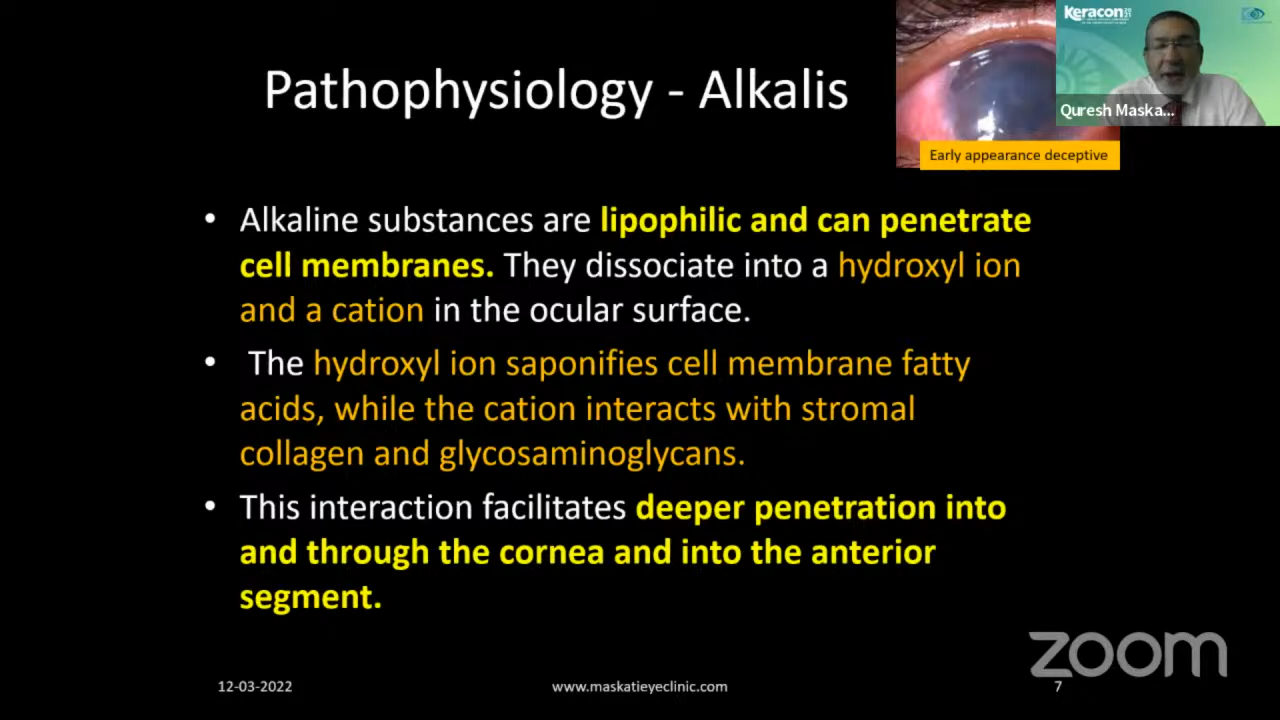 Pathophysiology - Alkalis
Keracon
Quresh Maska...
Early appearance deceptive
• Alkaline substances are lipophilic and can penetrate
cell membranes. They dissociate into a hydroxyl ion
and a cation in the ocular surface.
• The hydroxyl ion saponifies cell membrane fatty
acids, while the cation interacts with stromal
collagen and glycosaminoglycans.
• This interaction facilitates deeper penetration into
and through the cornea and into the anterior
segment.
zoom
12-03-2022
www.maskatieyeclinic.com
7